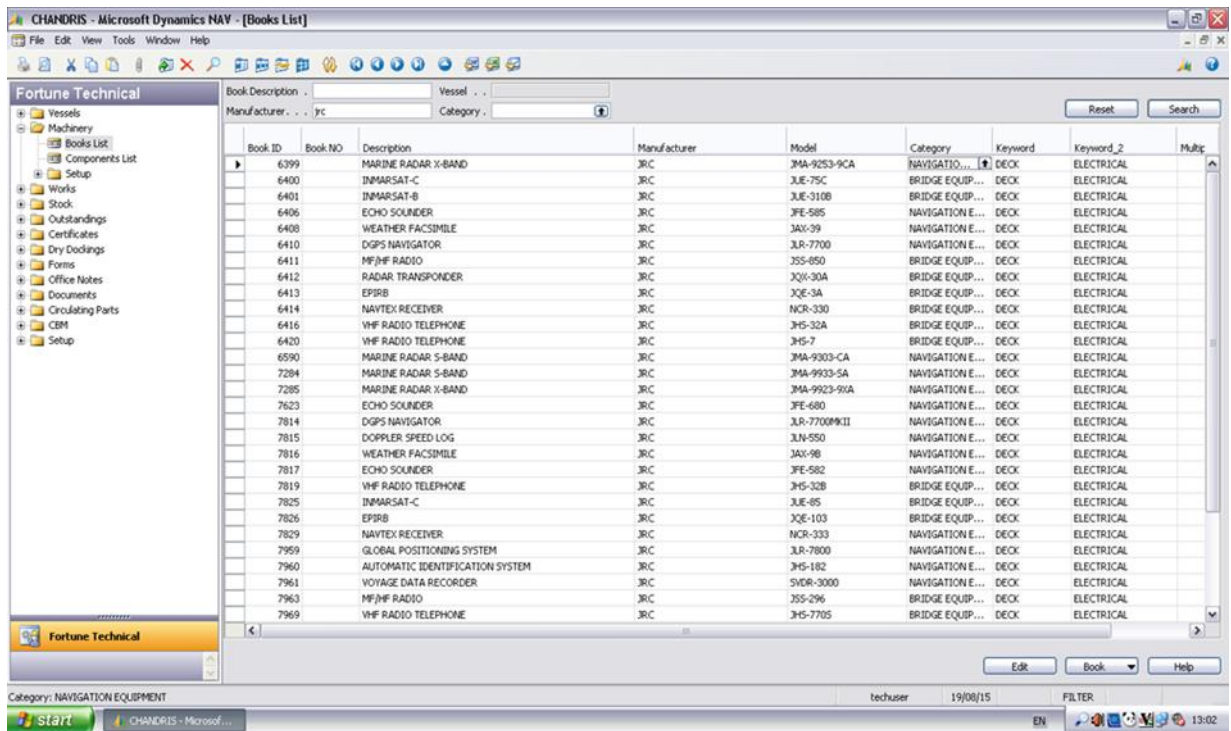 CHANDRIS - Microsoft Dynamics NAV - [Books List]
File Edit View Tools Window Help
Fortune Technical
Vessels
Machinery
Books List
Components List
Setup
Works
Stock
Outstandings
Certificates
Dry Dockings
Forms
Office Notes
Documents
Circulating Parts
CBM
Setup
Fortune Technical
Book Description . Vessel . .
Manufacturer. . . jrc Category . Reset Search
Book ID Book NO Description Manufacturer Model Category Keyword Keyword_2 Multip
6399 MARINE RADAR X-BAND JRC JMA-9253-9CA NAVIGATIO... DECK ELECTRICAL
6400 INMARSAT-C JRC JUE-75C BRIDGE EQUIP... DECK ELECTRICAL
6401 INMARSAT-B JRC JUE-310B BRIDGE EQUIP... DECK ELECTRICAL
6406 ECHO SOUNDER JRC JFE-585 NAVIGATION E... DECK ELECTRICAL
6408 WEATHER FACSIMILE JRC JAX-39 NAVIGATION E... DECK ELECTRICAL
6410 DGPS NAVIGATOR JRC JLR-7700 NAVIGATION E... DECK ELECTRICAL
6411 MF/HF RADIO JRC JSS-850 BRIDGE EQUIP... DECK ELECTRICAL
6412 RADAR TRANSPONDER JRC JQX-30A BRIDGE EQUIP... DECK ELECTRICAL
6413 EPIRB JRC JQE-3A BRIDGE EQUIP... DECK ELECTRICAL
6414 NAVTEX RECEIVER JRC NCR-330 BRIDGE EQUIP... DECK ELECTRICAL
6416 VHF RADIO TELEPHONE JRC JHS-32A BRIDGE EQUIP... DECK ELECTRICAL
6420 VHF RADIO TELEPHONE JRC JHS-7 BRIDGE EQUIP... DECK ELECTRICAL
6590 MARINE RADAR S-BAND JRC JMA-9303-CA NAVIGATION E... DECK ELECTRICAL
7284 MARINE RADAR S-BAND JRC JMA-9933-SA NAVIGATION E... DECK ELECTRICAL
7285 MARINE RADAR X-BAND JRC JMA-9923-9XA NAVIGATION E... DECK ELECTRICAL
7623 ECHO SOUNDER JRC JFE-680 NAVIGATION E... DECK ELECTRICAL
7814 DGPS NAVIGATOR JRC JLR-7700MKII NAVIGATION E... DECK ELECTRICAL
7815 DOPPLER SPEED LOG JRC JLN-550 NAVIGATION E... DECK ELECTRICAL
7816 WEATHER FACSIMILE JRC JAX-9B NAVIGATION E... DECK ELECTRICAL
7817 ECHO SOUNDER JRC JFE-582 NAVIGATION E... DECK ELECTRICAL
7819 VHF RADIO TELEPHONE JRC JHS-32B BRIDGE EQUIP... DECK ELECTRICAL
7825 INMARSAT-C JRC JUE-85 BRIDGE EQUIP... DECK ELECTRICAL
7826 EPIRB JRC JQE-103 BRIDGE EQUIP... DECK ELECTRICAL
7829 NAVTEX RECEIVER JRC NCR-333 NAVIGATION E... DECK ELECTRICAL
7959 GLOBAL POSITIONING SYSTEM JRC JLR-7800 NAVIGATION E... DECK ELECTRICAL
7960 AUTOMATIC IDENTIFICATION SYSTEM JRC JHS-182 NAVIGATION E... DECK ELECTRICAL
7961 VOYAGE DATA RECORDER JRC SVDR-3000 NAVIGATION E... DECK ELECTRICAL
7963 MF/HF RADIO JRC JSS-296 BRIDGE EQUIP... DECK ELECTRICAL
7969 VHF RADIO TELEPHONE JRC JHS-770S BRIDGE EQUIP... DECK ELECTRICAL
Edit Book Help
Category: NAVIGATION EQUIPMENT techuser 19/08/15 FILTER
start CHANDRIS - Microsof... EN 13:02